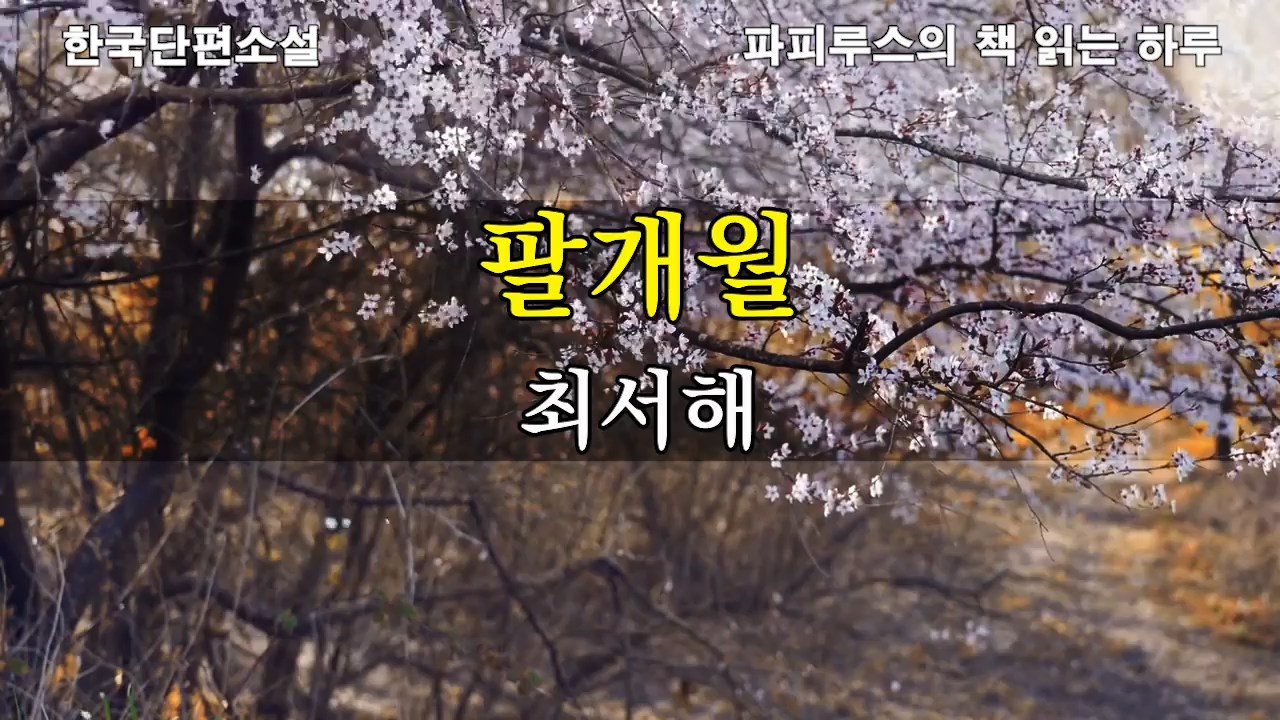 한국단편소설
파피루스의 책 읽는 하루
팔개월
최서해